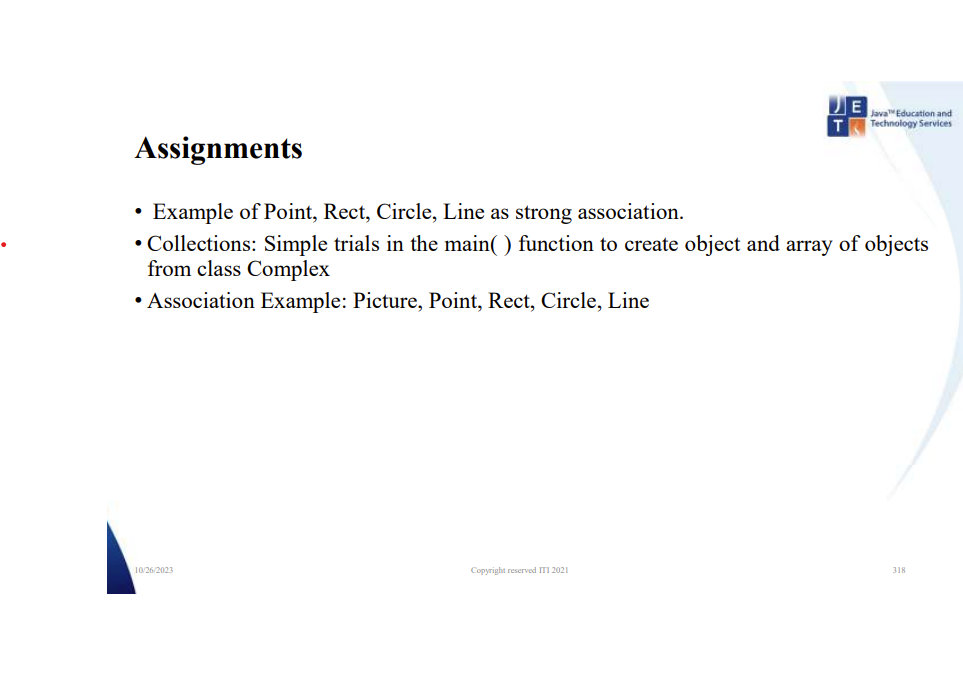 J E
T
Java™ Education and
Technology Services
Assignments
• Example of Point, Rect, Circle, Line as strong association.
• Collections: Simple trials in the main( ) function to create object and array of objects
from class Complex
• Association Example: Picture, Point, Rect, Circle, Line
10/26/2023
Copyright reserved ITI 2021
318